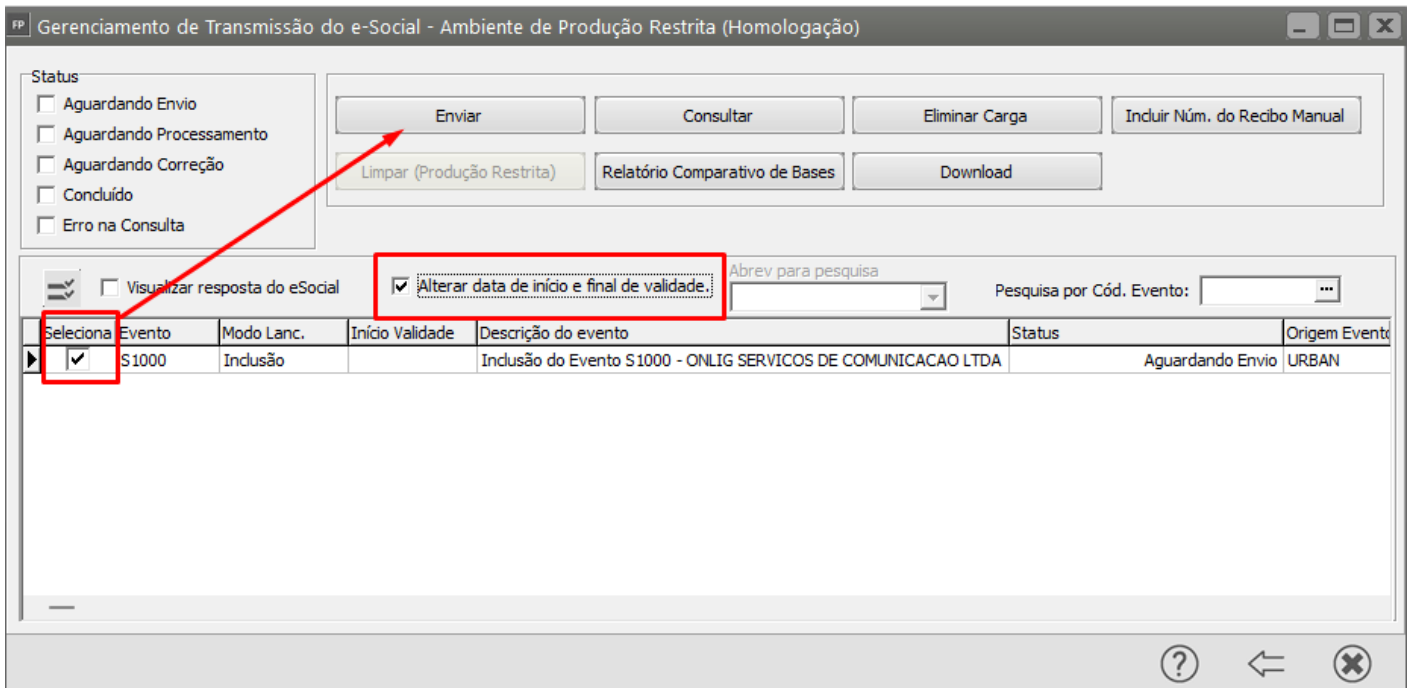 FP Gerenciamento de Transmissão do e-Social - Ambiente de Produção Restrita (Homologação)
Status
Aguardando Envio
Aguardando Processamento
Aguardando Correção
Concluído
Erro na Consulta
Enviar Consultar Eliminar Carga Incluir Núm. do Recibo Manual
Limpar (Produção Restrita) Relatório Comparativo de Bases Download
Visualizar resposta do eSocial
Alterar data de início e final de validade.
Abrev para pesquisa
Pesquisa por Cód. Evento: ...
Seleciona Evento Modo Lanc. Início Validade Descrição do evento Status Origem Evento
S1000 Inclusão Inclusão do Evento S1000 - ONLIG SERVICOS DE COMUNICACAO LTDA Aguardando Envio URBAN
?